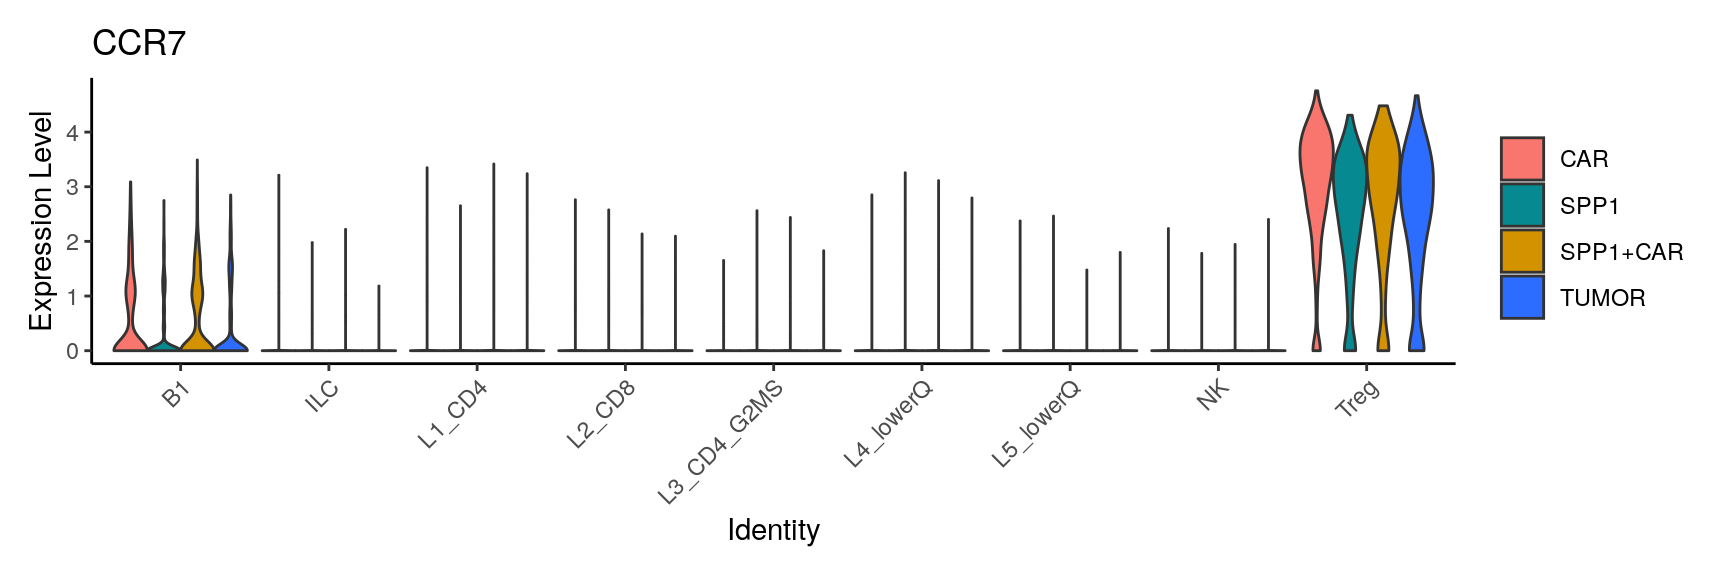 CCR7
Expression Level
4
3
2
1
0
B1
ILC
L1_CD4
L2_CD8
L3_CD4_G2MS
L4_lowerQ
L5_lowerQ
NK
Treg
Identity
CAR
SPP1
SPP1+CAR
TUMOR